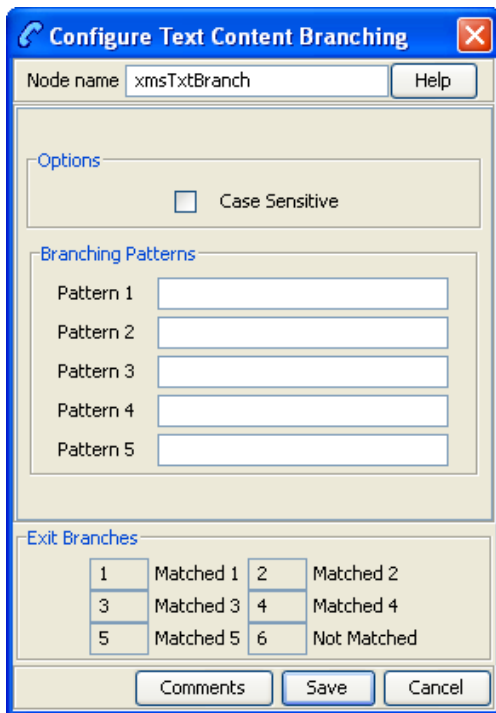 Configure Text Content Branching
Node name xmsTxtBranch Help
Options
Case Sensitive
Branching Patterns
Pattern 1
Pattern 2
Pattern 3
Pattern 4
Pattern 5
Exit Branches
1 Matched 1 2 Matched 2
3 Matched 3 4 Matched 4
5 Matched 5 6 Not Matched
Comments Save Cancel